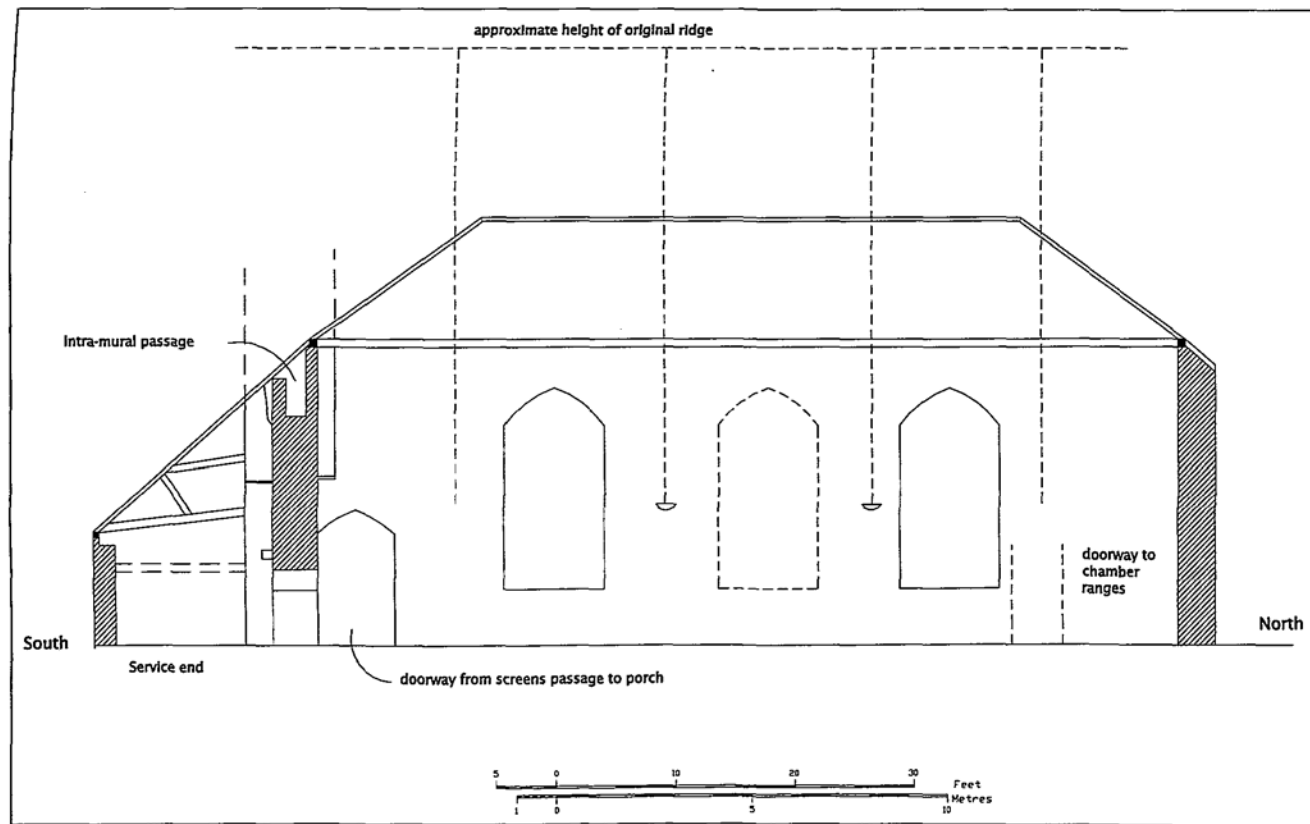 approximate height of original ridge
Intra-mural passage
doorway to
chamber
ranges
South
North
Service end
doorway from screens passage to porch
5 0 10 20 30 Feet
Metres
1 0 5 10